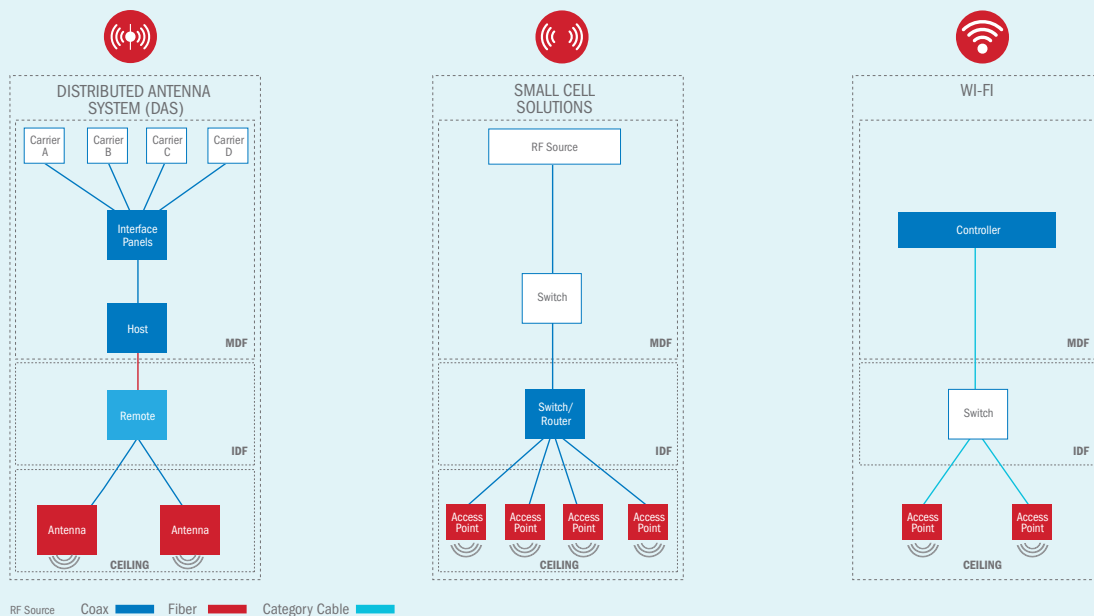 DISTRIBUTED ANTENNA
SYSTEM (DAS)
Carrier
A
Carrier
B
Carrier
C
Carrier
D
Interface
Panels
Host
MDF
Remote
IDF
Antenna
Antenna
CEILING
SMALL CELL
SOLUTIONS
RF Source
Switch
MDF
Switch/
Router
IDF
Access
Point
Access
Point
Access
Point
Access
Point
CEILING
WI-FI
Controller
MDF
Switch
IDF
Access
Point
Access
Point
CEILING
RF Source Coax Fiber Category Cable